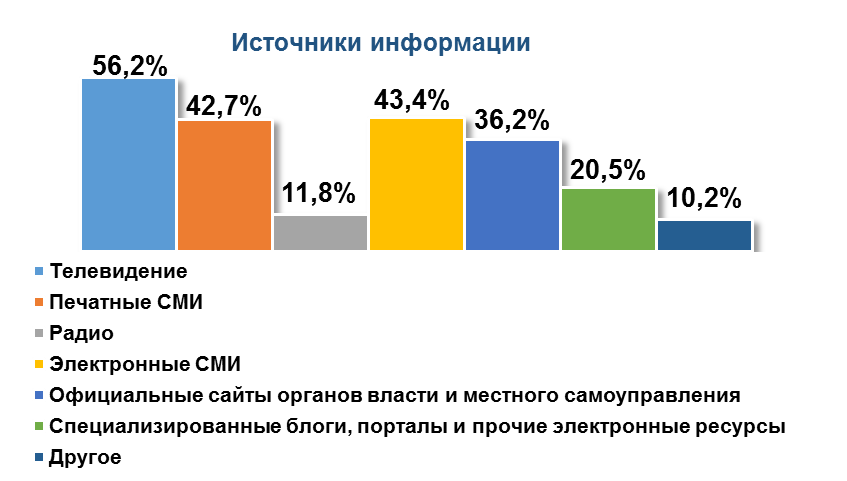 Источники информации
56,2%
42,7%
11,8%
43,4%
36,2%
20,5%
10,2%
Телевидение
Печатные СМИ
Радио
Электронные СМИ
Официальные сайты органов власти и местного самоуправления
Специализированные блоги, порталы и прочие электронные ресурсы
Другое